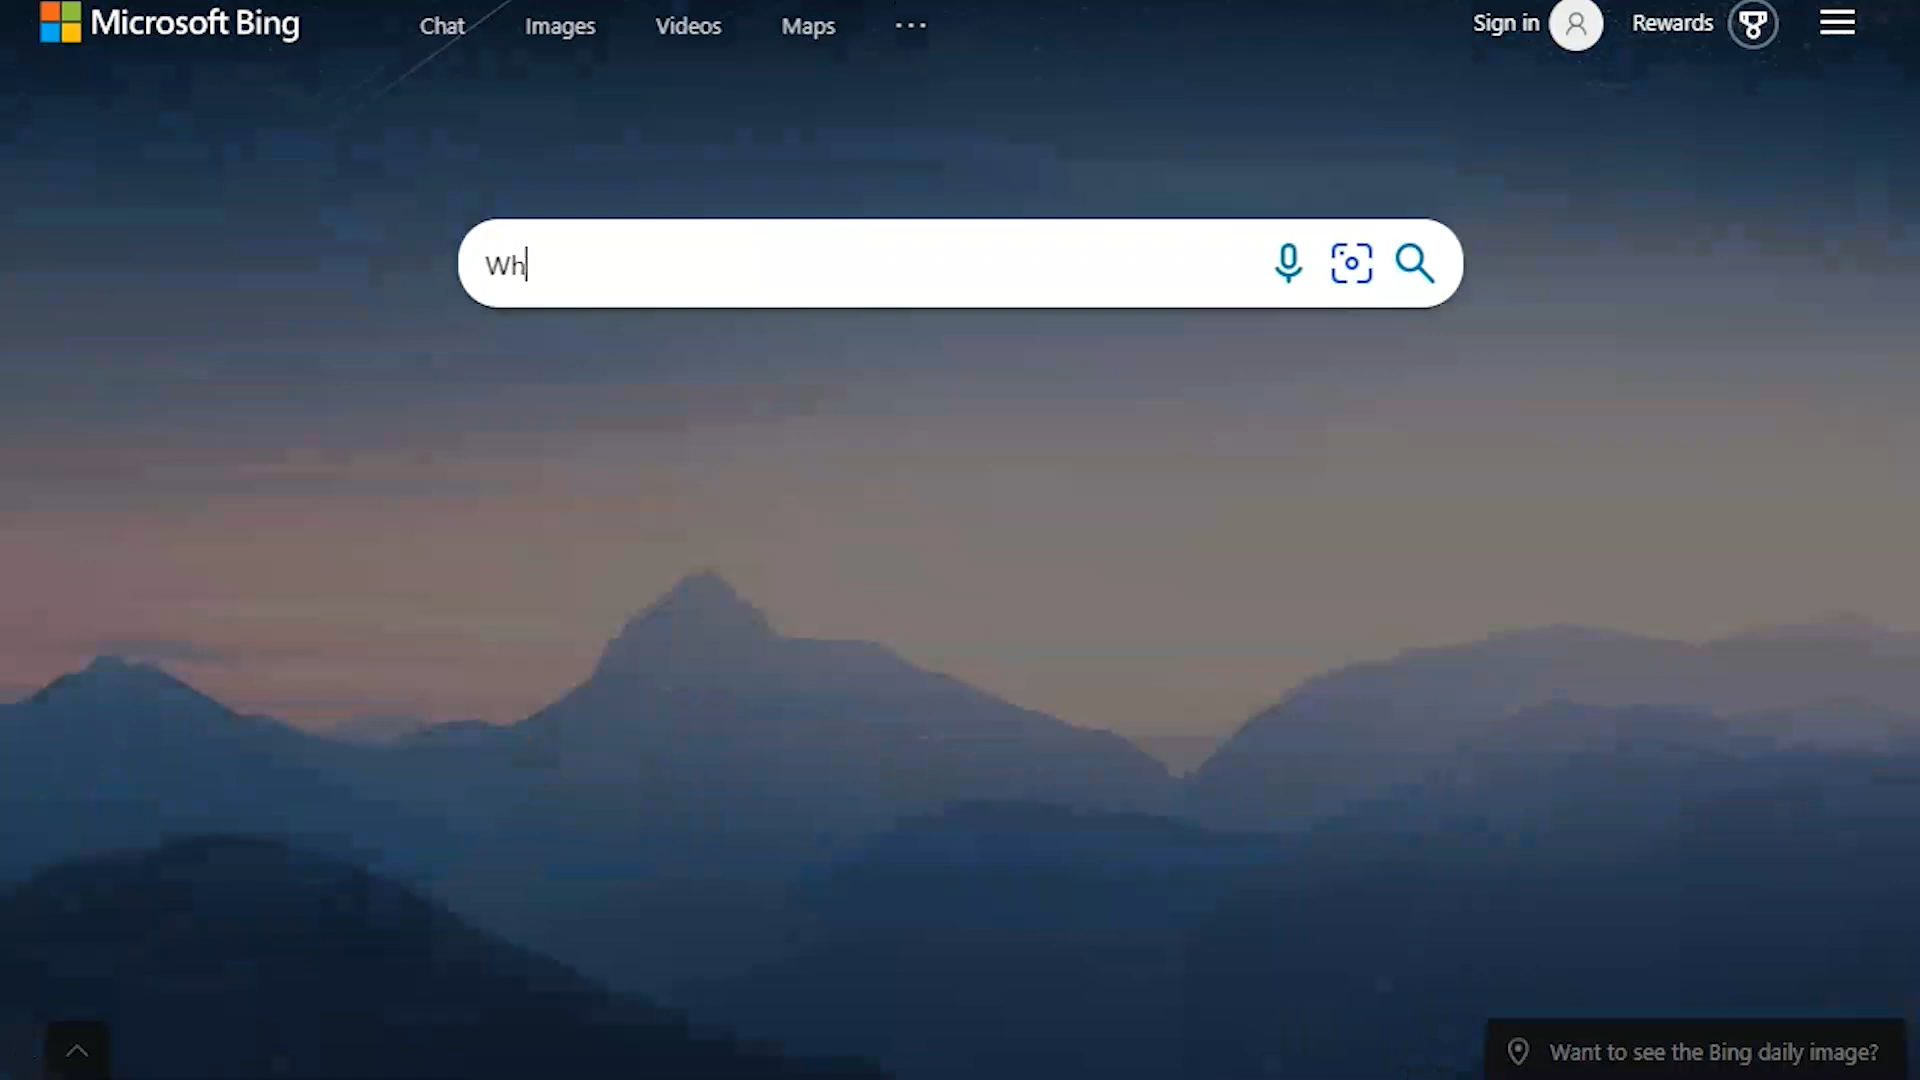 Microsoft Bing
Chat Images Videos Maps ...
Sign in Rewards
Wh
Want to see the Bing daily image?